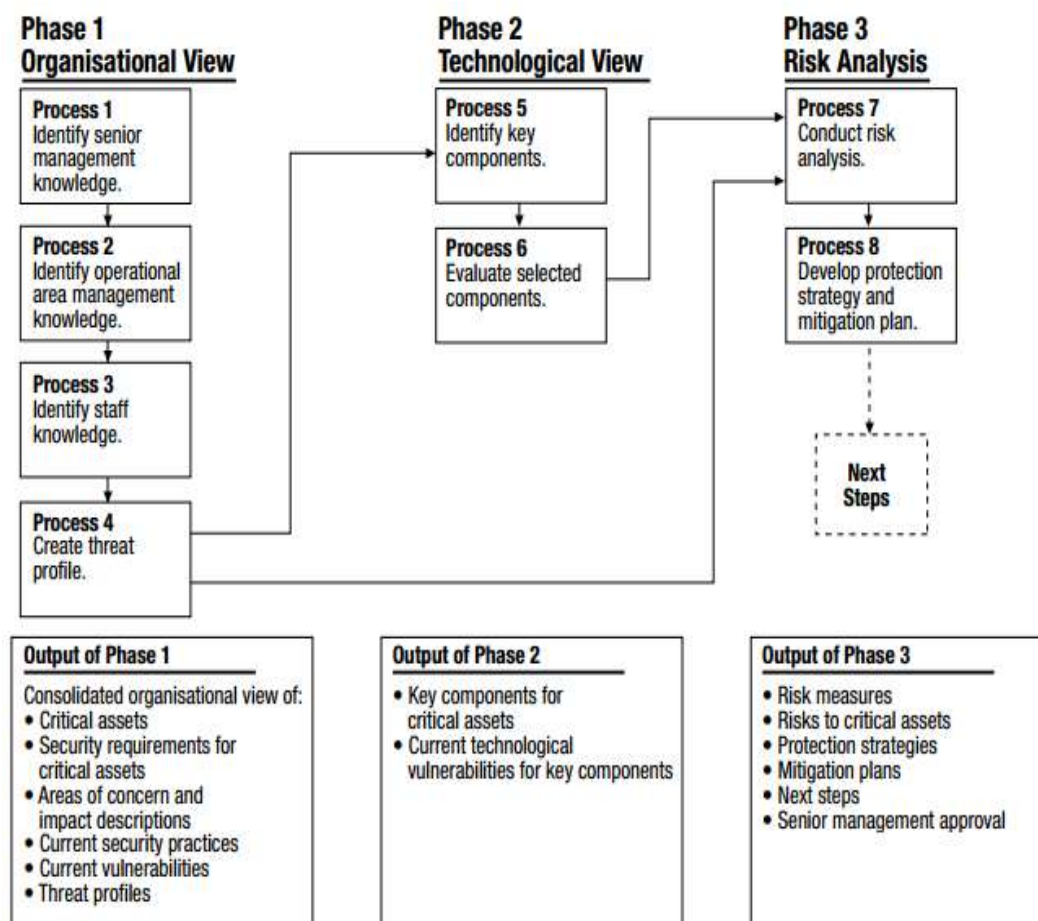 Phase 1
Organisational View
Process 1
Identify senior
management
knowledge.
Process 2
Identify operational
area management
knowledge.
Process 3
Identify staff
knowledge.
Process 4
Create threat
profile.
Phase 2
Technological View
Process 5
Identify key
components.
Process 6
Evaluate selected
components.
Phase 3
Risk Analysis
Process 7
Conduct risk
analysis.
Process 8
Develop protection
strategy and
mitigation plan.
Next
Steps
Output of Phase 1
Consolidated organisational view of:
• Critical assets
• Security requirements for
critical assets
• Areas of concern and
impact descriptions
• Current security practices
• Current vulnerabilities
• Threat profiles
Output of Phase 2
• Key components for
critical assets
• Current technological
vulnerabilities for key components
Output of Phase 3
• Risk measures
• Risks to critical assets
• Protection strategies
• Mitigation plans
• Next steps
• Senior management approval